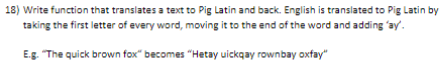 18) Write function that translates a text to Pig Latin and back. English is translated to Pig Latin by
taking the first letter of every word, moving it to the end of the word and adding 'ay'.
E.g. "The quick brown fox" becomes "Hetay uickqay rownbay oxfay"